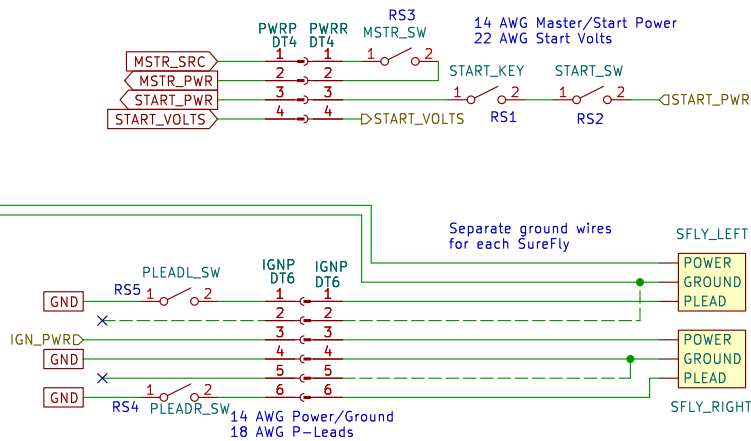 RS3
14 AWG Master/Start Power
22 AWG Start Volts
PWRP PWRR
DT4 DT4
MSTR_SW
MSTR_SRC 1 1 1 2
MSTR_PWR 2 2
START_KEY START_SW
START_PWR 3 3 1 2 1 2 START_PWR
RS1 RS2
START_VOLTS 4 4 START_VOLTS
Separate ground wires
for each SureFly
SFLY_LEFT
IGNP IGNP
DT6 DT6
POWER
PLEADL_SW
GROUND
RS5
GND 1 2 1 1 PLEAD
2 2
IGN_PWR 3 3 POWER
GND 4 4 GROUND
5 5 PLEAD
GND 1 2 6 6
RS4 PLEADR_SW
SFLY_RIGHT
14 AWG Power/Ground
18 AWG P-Leads